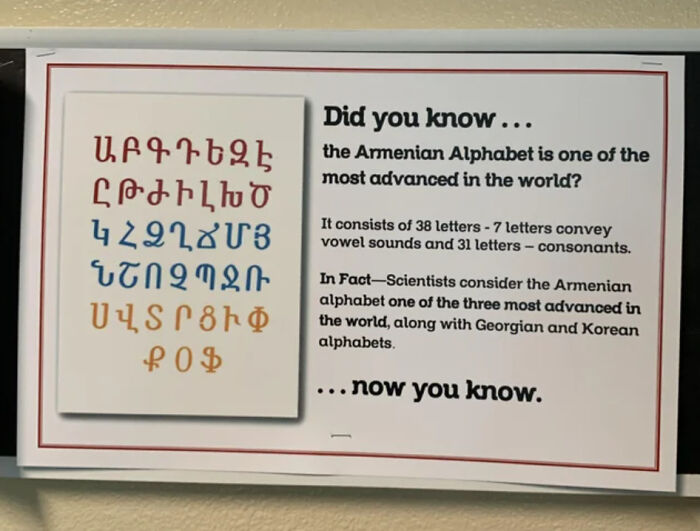 ԱԲԳԴԵԶԷ
ԸԹԺԻԼԽԾ
ԿՀՁՂՃՄՅ
ՆՇՈՉՊՋՌ
ՍՎՏՐՑՒՓ
ՔՕՖ
Did you know . . .
the Armenian Alphabet is one of the
most advanced in the world?
It consists of 38 letters - 7 letters convey
vowel sounds and 31 letters – consonants.
In Fact—Scientists consider the Armenian
alphabet one of the three most advanced in
the world, along with Georgian and Korean
alphabets.
. . . now you know.